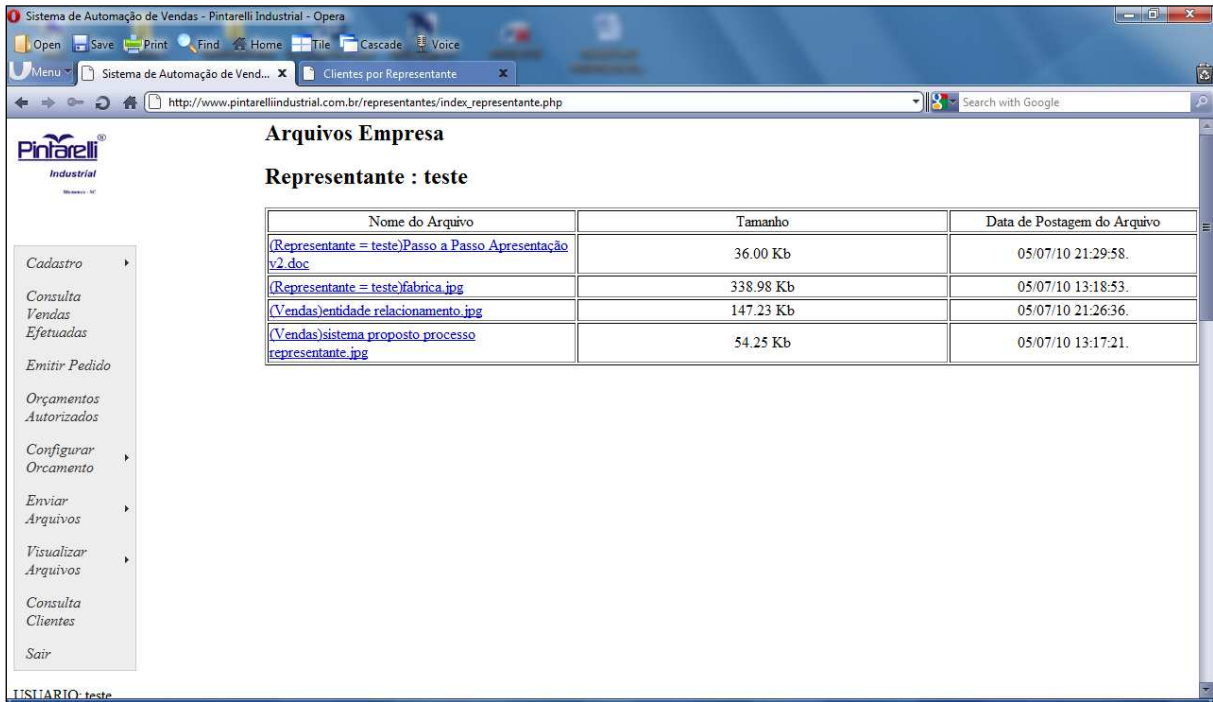 Sistema de Automação de Vendas - Pintarelli Industrial - Opera
Open Save Print Find Home Tile Cascade Voice
Menu Sistema de Automação de Vend... X Clientes por Representante x
http://www.pintarelliindustrial.com.br/representantes/index_representante.php Search with Google
Pintarelli®
Industrial
Arquivos Empresa
Representante : teste
Nome do Arquivo Tamanho Data de Postagem do Arquivo
(Representante = teste)Passo a Passo Apresentação
v2.doc 36.00 Kb 05/07/10 21:29:58.
(Representante = teste)fabrica.jpg 338.98 Kb 05/07/10 13:18:53.
(Vendas)entidade relacionamento.jpg 147.23 Kb 05/07/10 21:26:36.
(Vendas)sistema proposto processo
representante.jpg 54.25 Kb 05/07/10 13:17:21.
Cadastro
Consulta
Vendas
Efetuadas
Emitir Pedido
Orçamentos
Autorizados
Configurar
Orcamento
Enviar
Arquivos
Visualizar
Arquivos
Consulta
Clientes
Sair
USUARIO: teste